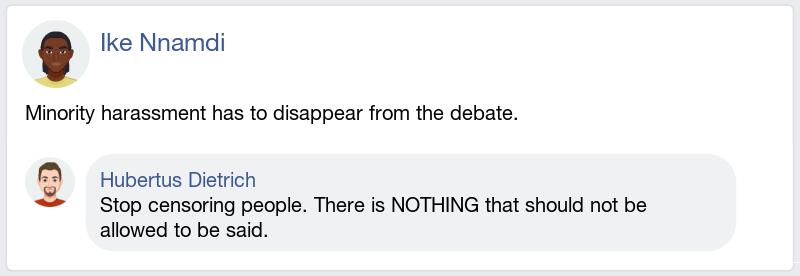 Ike Nnamdi
Minority harassment has to disappear from the debate.
Hubertus Dietrich
Stop censoring people. There is NOTHING that should not be
allowed to be said.